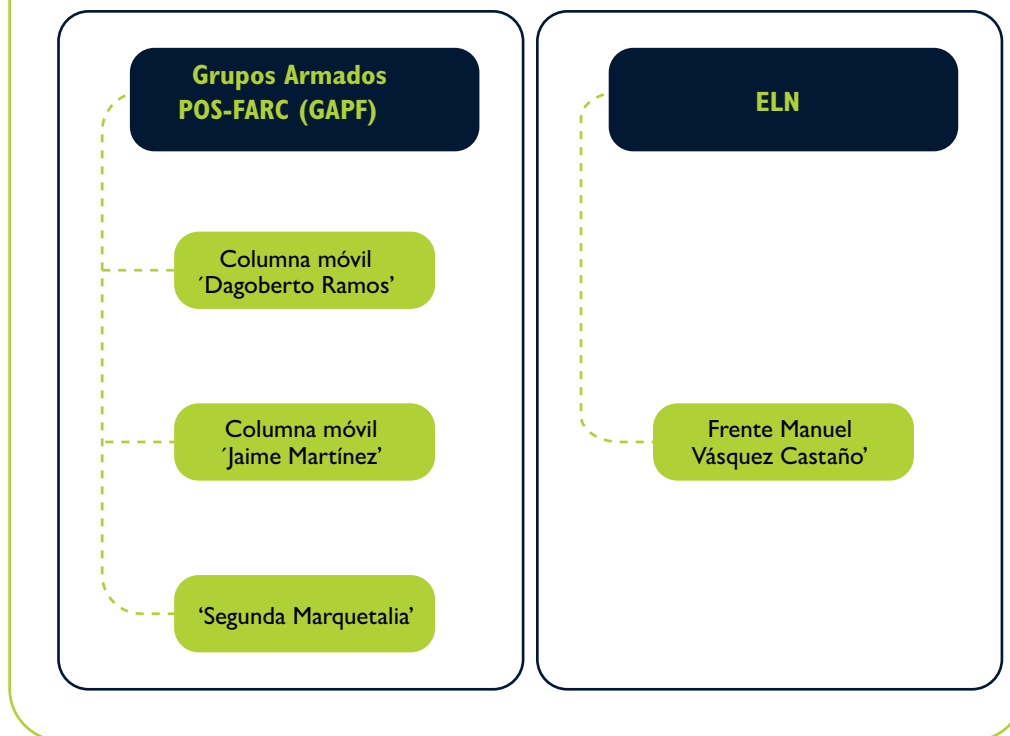 Grupos Armados
POS-FARC (GAPF)
Columna móvil
´Dagoberto Ramos’
Columna móvil
´Jaime Martínez’
‘Segunda Marquetalia’
ELN
Frente Manuel
Vásquez Castaño’